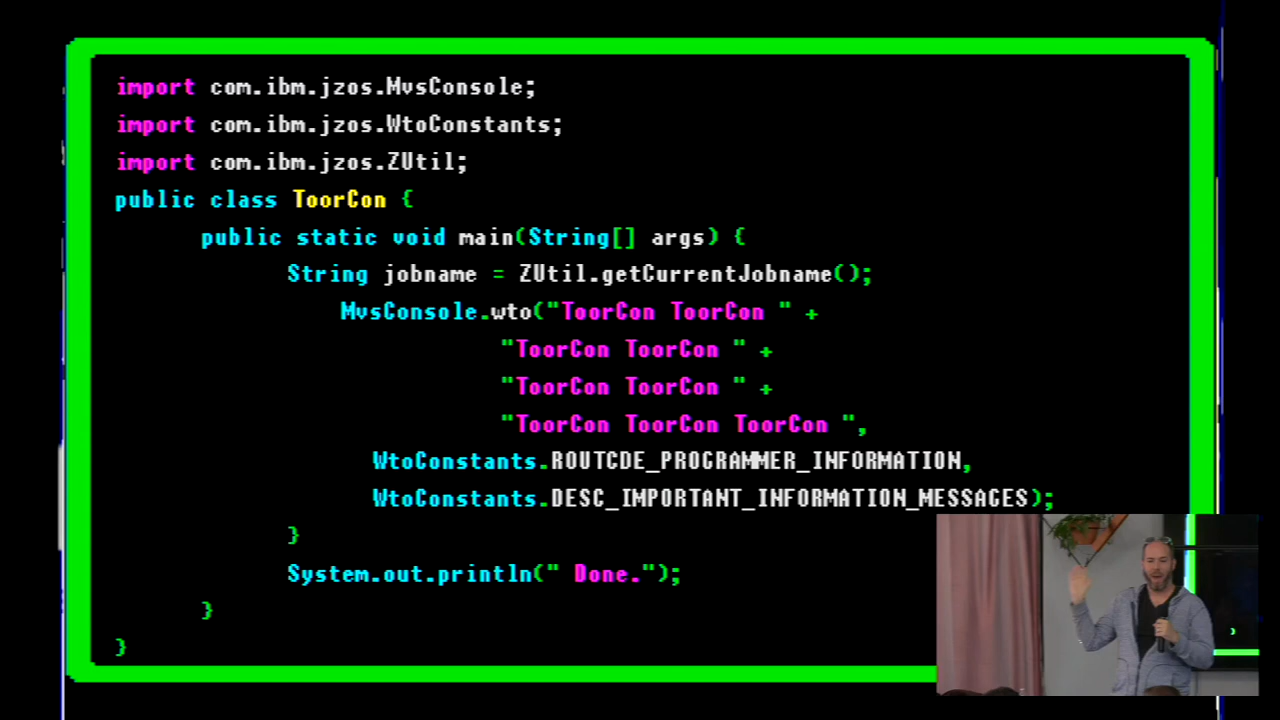 import com.ibm.jzos.MvsConsole;
import com.ibm.jzos.WtoConstants;
import com.ibm.jzos.ZUtil;
public class ToorCon {
public static void main(String[] args) {
String jobname = ZUtil.getCurrentJobname();
MvsConsole.wto("ToorCon ToorCon " +
"ToorCon ToorCon " +
"ToorCon ToorCon " +
"ToorCon ToorCon ToorCon ",
WtoConstants.ROUTCDE_PROGRAMMER_INFORMATION,
WtoConstants.DESC_IMPORTANT_INFORMATION_MESSAGES);
}
System.out.println(" Done.");
}
}